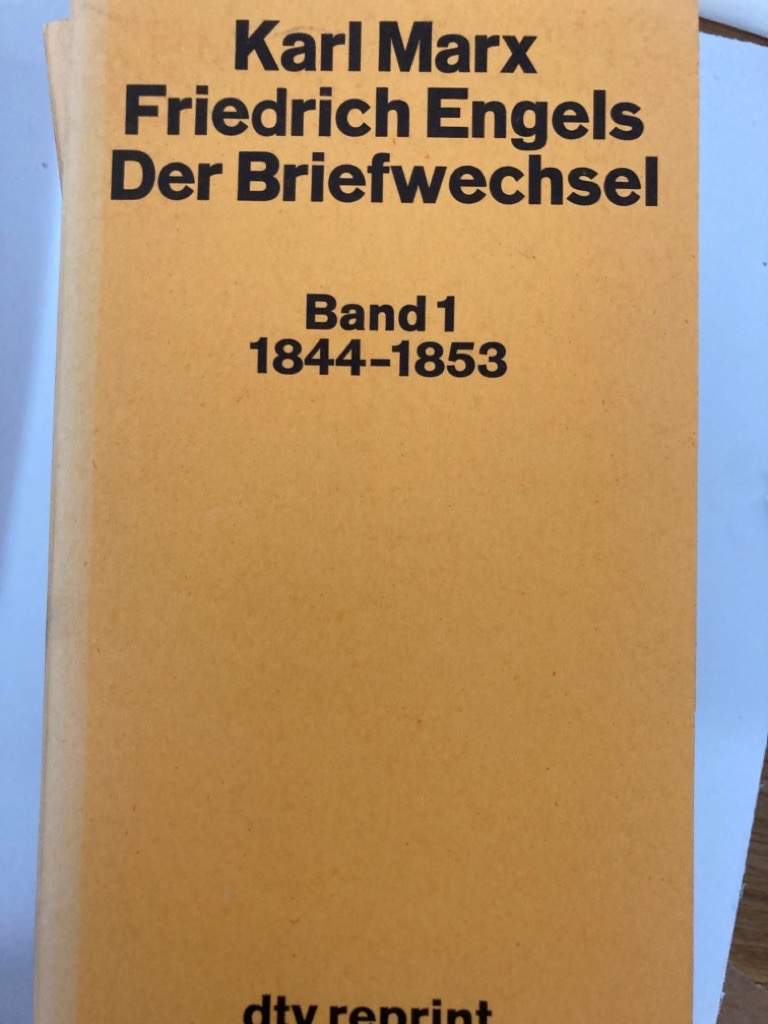 Karl Marx
Friedrich Engels
Der Briefwechsel
Band 1
1844–1853
dtv reprint